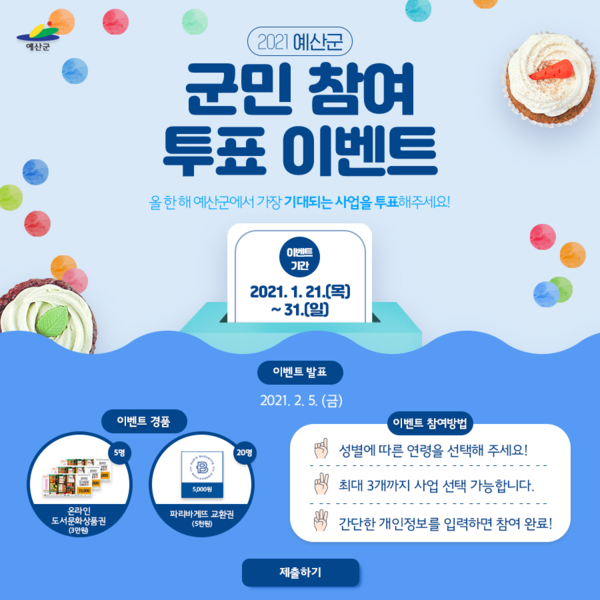 예산군
2021 예산군
군민 참여
투표 이벤트
올 한 해 예산군에서 가장 기대되는 사업을 투표해주세요!
이벤트
기간
2021. 1. 21.(목)
~ 31.(일)
이벤트 발표
2021. 2. 5. (금)
이벤트 경품
5명
온라인
도서문화상품권
(3만원)
20명
5,000원
파리바게뜨 교환권
(5천원)
이벤트 참여방법
성별에 따른 연령을 선택해 주세요!
최대 3개까지 사업 선택 가능합니다.
간단한 개인정보를 입력하면 참여 완료!
제출하기